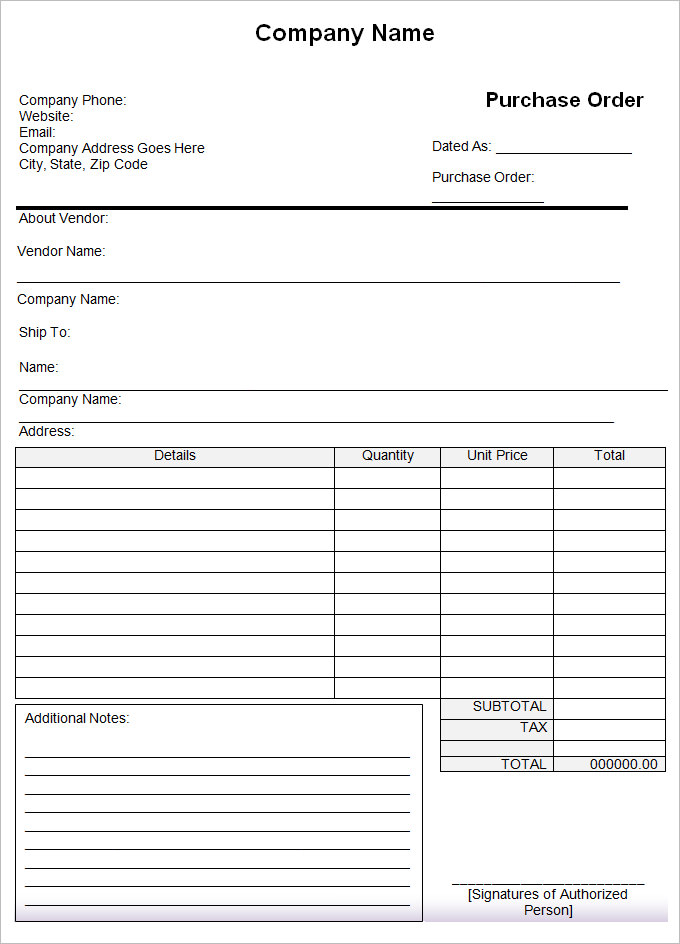 Company Name
Company Phone:
Website:
Email:
Company Address Goes Here
City, State, Zip Code
Purchase Order
Dated As: __________________
Purchase Order:
_______________
About Vendor:
Vendor Name:
Company Name:
Ship To:
Name:
Company Name:
Address:
Details Quantity Unit Price Total
SUBTOTAL
TAX
TOTAL 000000.00
Additional Notes:
_________________________
[Signatures of Authorized
Person]